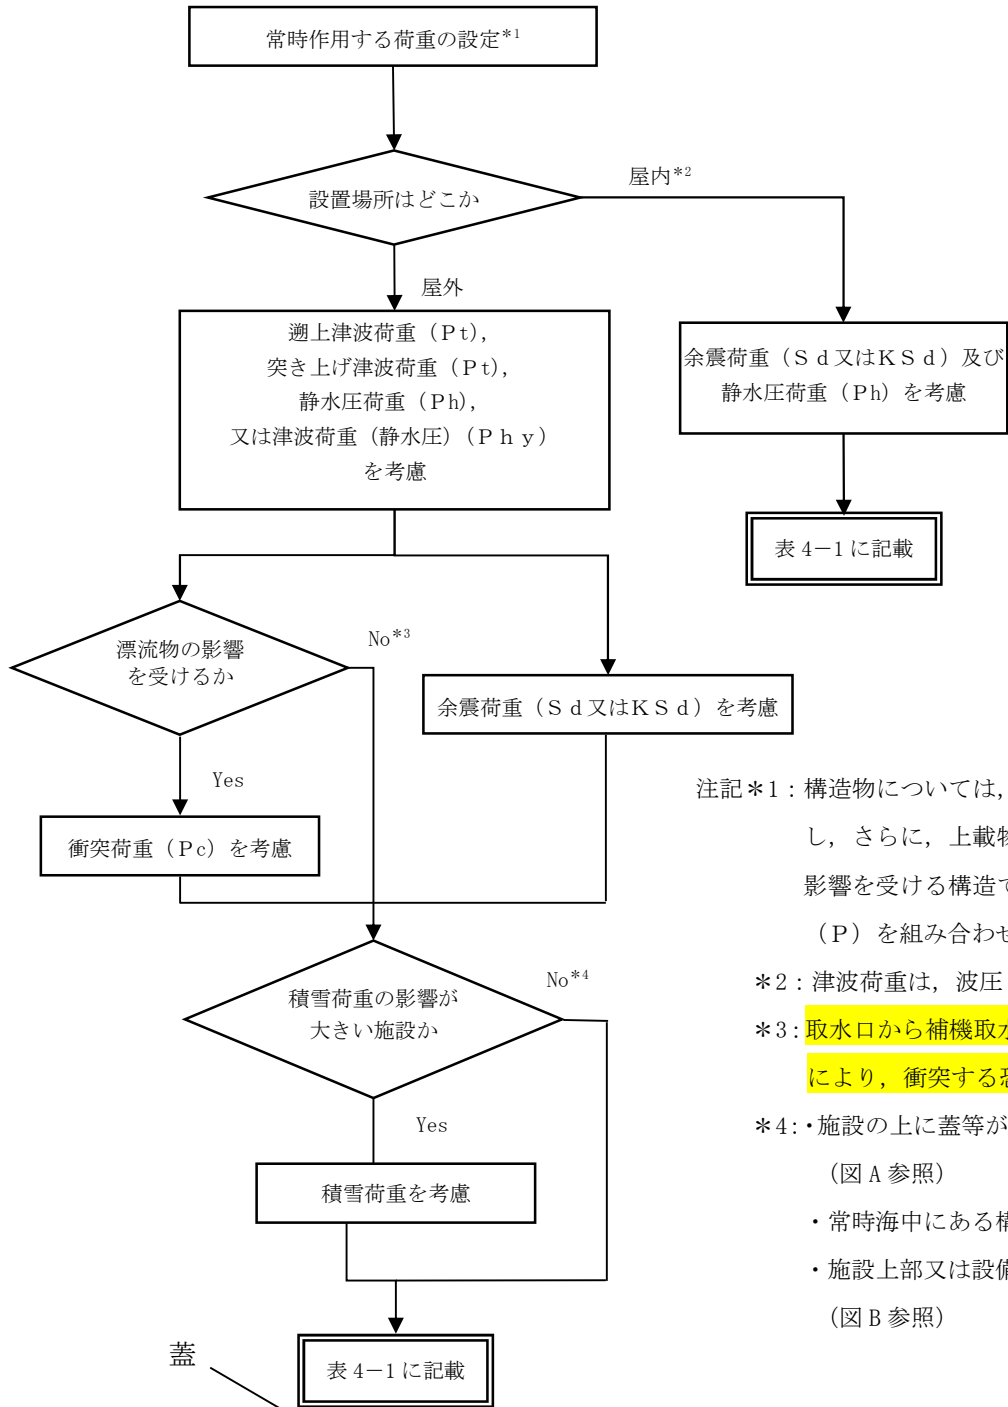 常時作用する荷重の設定*1
設置場所はどこか
屋内*2
屋外
遡上津波荷重（Pt），
突き上げ津波荷重（Pt），
静水圧荷重（Ph），
又は津波荷重（静水圧）（Ｐｈｙ）
を考慮
余震荷重（Ｓｄ又はＫＳｄ）及び
静水圧荷重（Ph）を考慮
表 4－1 に記載
漂流物の影響
を受けるか
No*3
Yes
余震荷重（Ｓｄ又はＫＳｄ）を考慮
衝突荷重（Pc）を考慮
積雪荷重の影響が
大きい施設か
No*4
Yes
積雪荷重を考慮
表 4－1 に記載
蓋
注記＊1：構造物については，
し，さらに，上載物
影響を受ける構造
（Ｐ）を組み合わ
＊2：津波荷重は，波圧
＊3：取水口から補機取
により，衝突する
＊4：・施設の上に蓋等が
（図 A 参照）
・常時海中にある
・施設上部又は設
（図 B 参照）